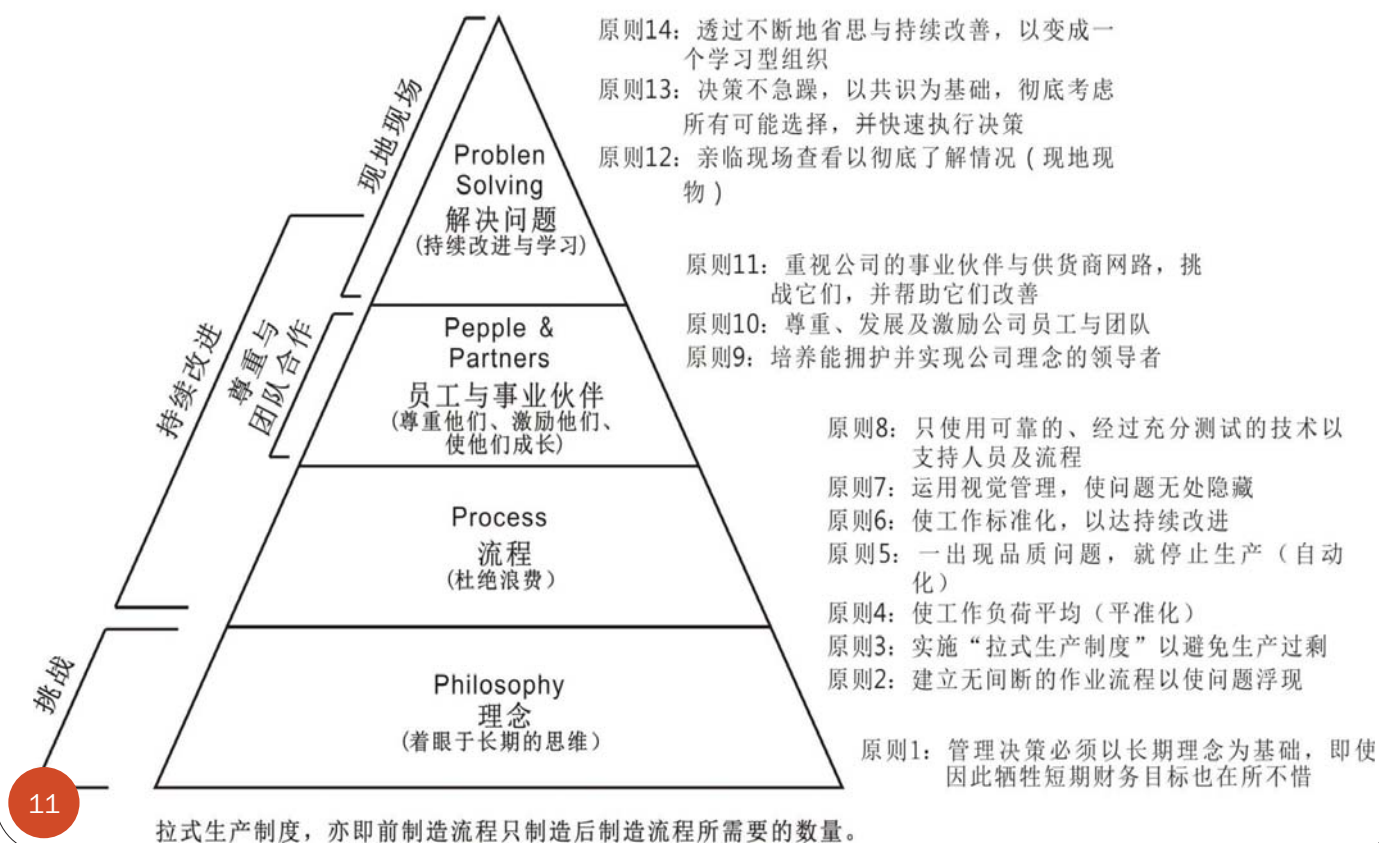 原则14：透过不断地省思与持续改善，以变成一
个学习型组织
原则13：决策不急躁，以共识为基础，彻底考虑
所有可能选择，并快速执行决策
原则12：亲临现场查看以彻底了解情况（现地现
物）
现地现场
Problen
Solving
解决问题
(持续改进与学习)
原则11：重视公司的事业伙伴与供货商网路，挑
战它们，并帮助它们改善
原则10：尊重、发展及激励公司员工与团队
原则9：培养能拥护并实现公司理念的领导者
持续改进
尊重与
团队合作
Pepple &
Partners
员工与事业伙伴
(尊重他们、激励他们、
使他们成长)
原则8：只使用可靠的、经过充分测试的技术以
支持人员及流程
原则7：运用视觉管理，使问题无处隐藏
原则6：使工作标准化，以达持续改进
原则5：一出现品质问题，就停止生产（自动
化）
原则4：使工作负荷平均（平准化）
原则3：实施“拉式生产制度”以避免生产过剩
原则2：建立无间断的作业流程以使问题浮现
Process
流程
(杜绝浪费）
挑战
Philosophy
理念
(着眼于长期的思维）
原则1：管理决策必须以长期理念为基础，即使
因此牺牲短期财务目标也在所不惜
11
拉式生产制度，亦即前制造流程只制造后制造流程所需要的数量。